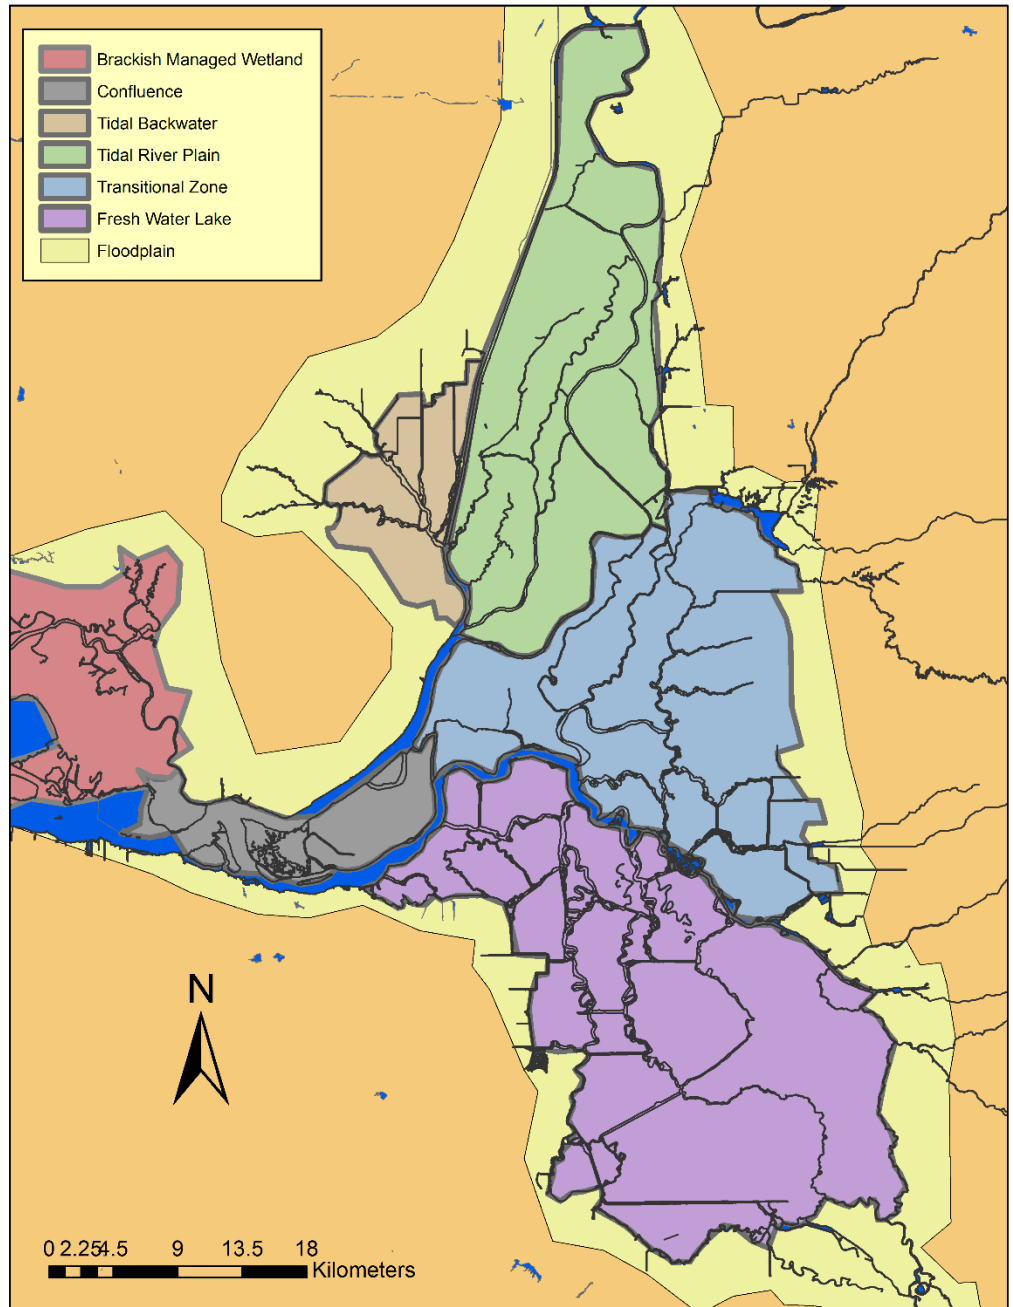 Brackish Managed Wetland
Confluence
Tidal Backwater
Tidal River Plain
Transitional Zone
Fresh Water Lake
Floodplain
N
0 2.25 4.5 9 13.5 18
Kilometers